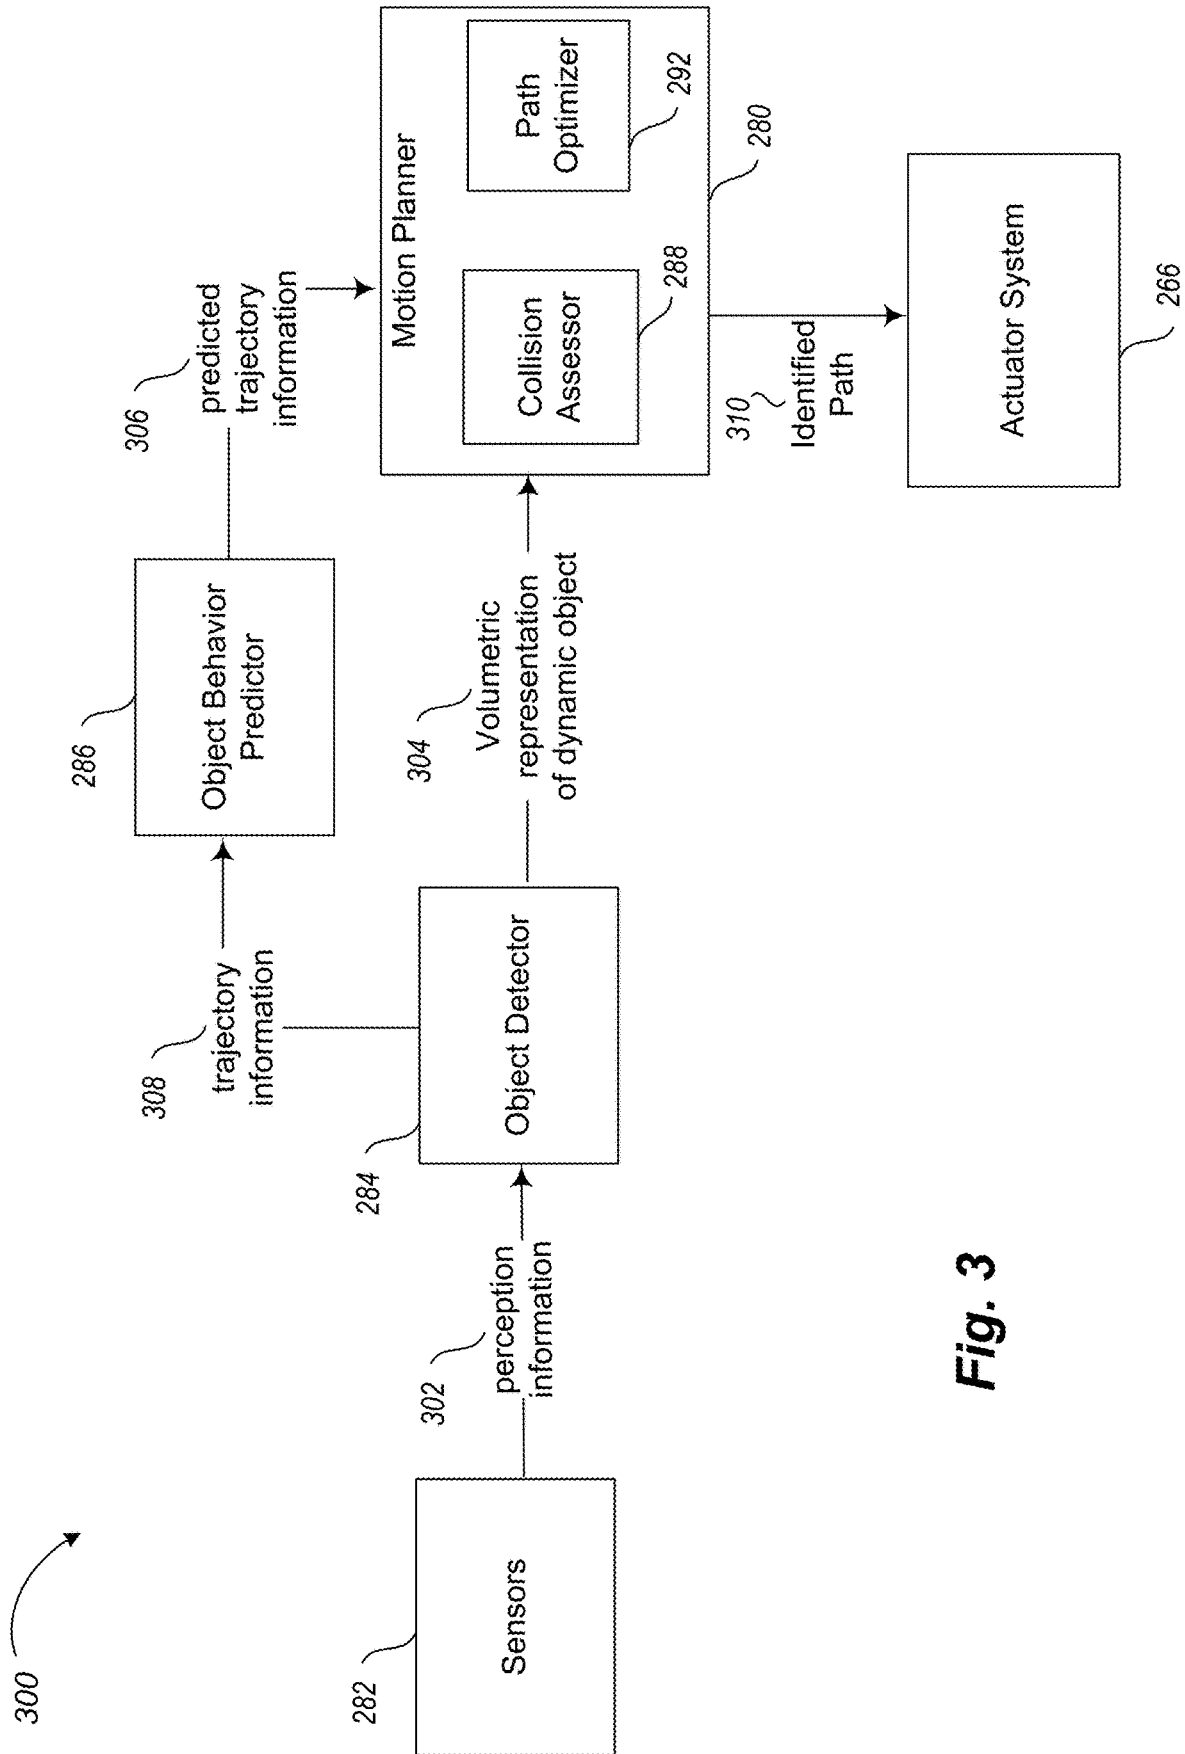 300
306
predicted
trajectory
information
286
Object Behavior
Predictor
308
trajectory
information
Motion Planner
Path
Optimizer
292
Collision
Assessor
288
280
304
Volumetric
representation
of dynamic object
284
Object Detector
302
perception
information
282
Sensors
310
Identified
Path
Actuator System
266
Fig. 3